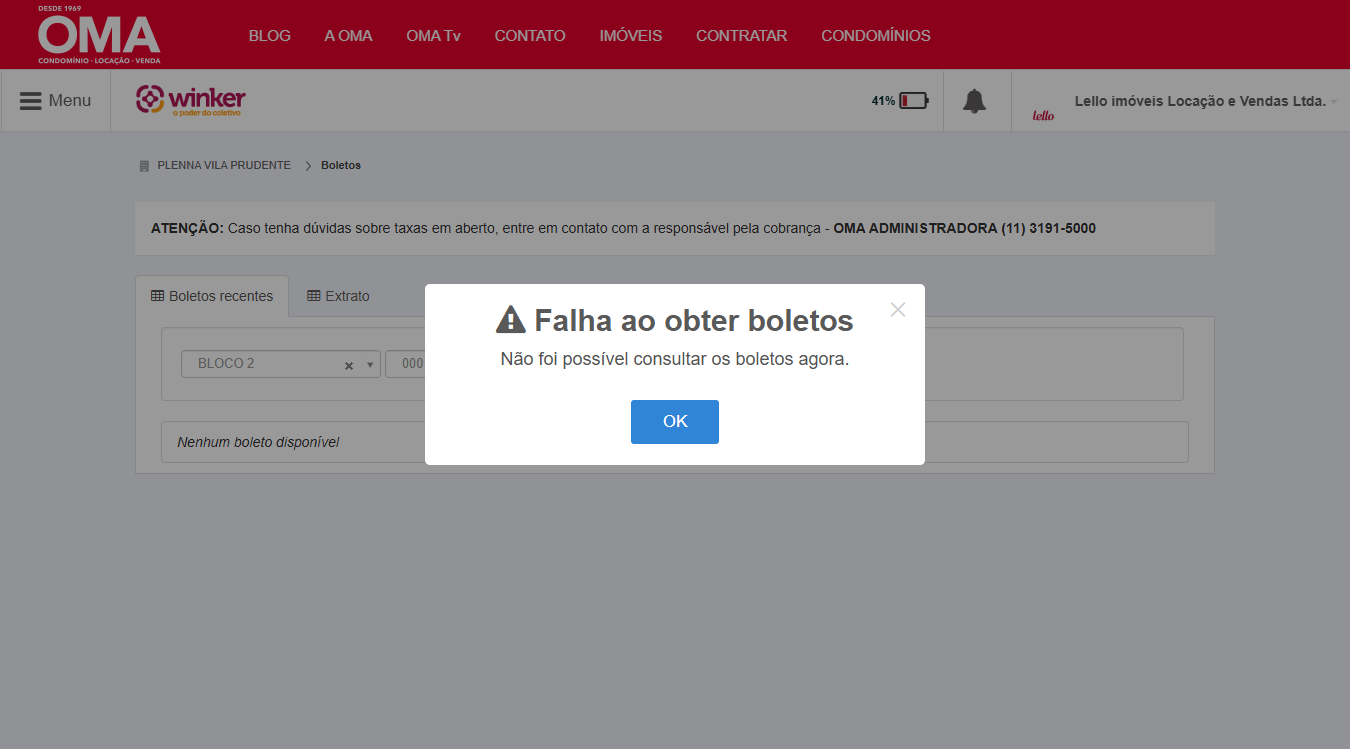 DESDE 1969
OMA
CONDOMÍNIO · LOCAÇÃO · VENDA
BLOG A OMA OMA Tv CONTATO IMÓVEIS CONTRATAR CONDOMÍNIOS
Menu
winker
o poder do coletivo
41%
lello
Lello imóveis Locação e Vendas Ltda.
PLENNA VILA PRUDENTE > Boletos
ATENÇÃO: Caso tenha dúvidas sobre taxas em aberto, entre em contato com a responsável pela cobrança - OMA ADMINISTRADORA (11) 3191-5000
Boletos recentes Extrato
Falha ao obter boletos
Não foi possível consultar os boletos agora.
OK
BLOCO 2 × 000
Nenhum boleto disponível